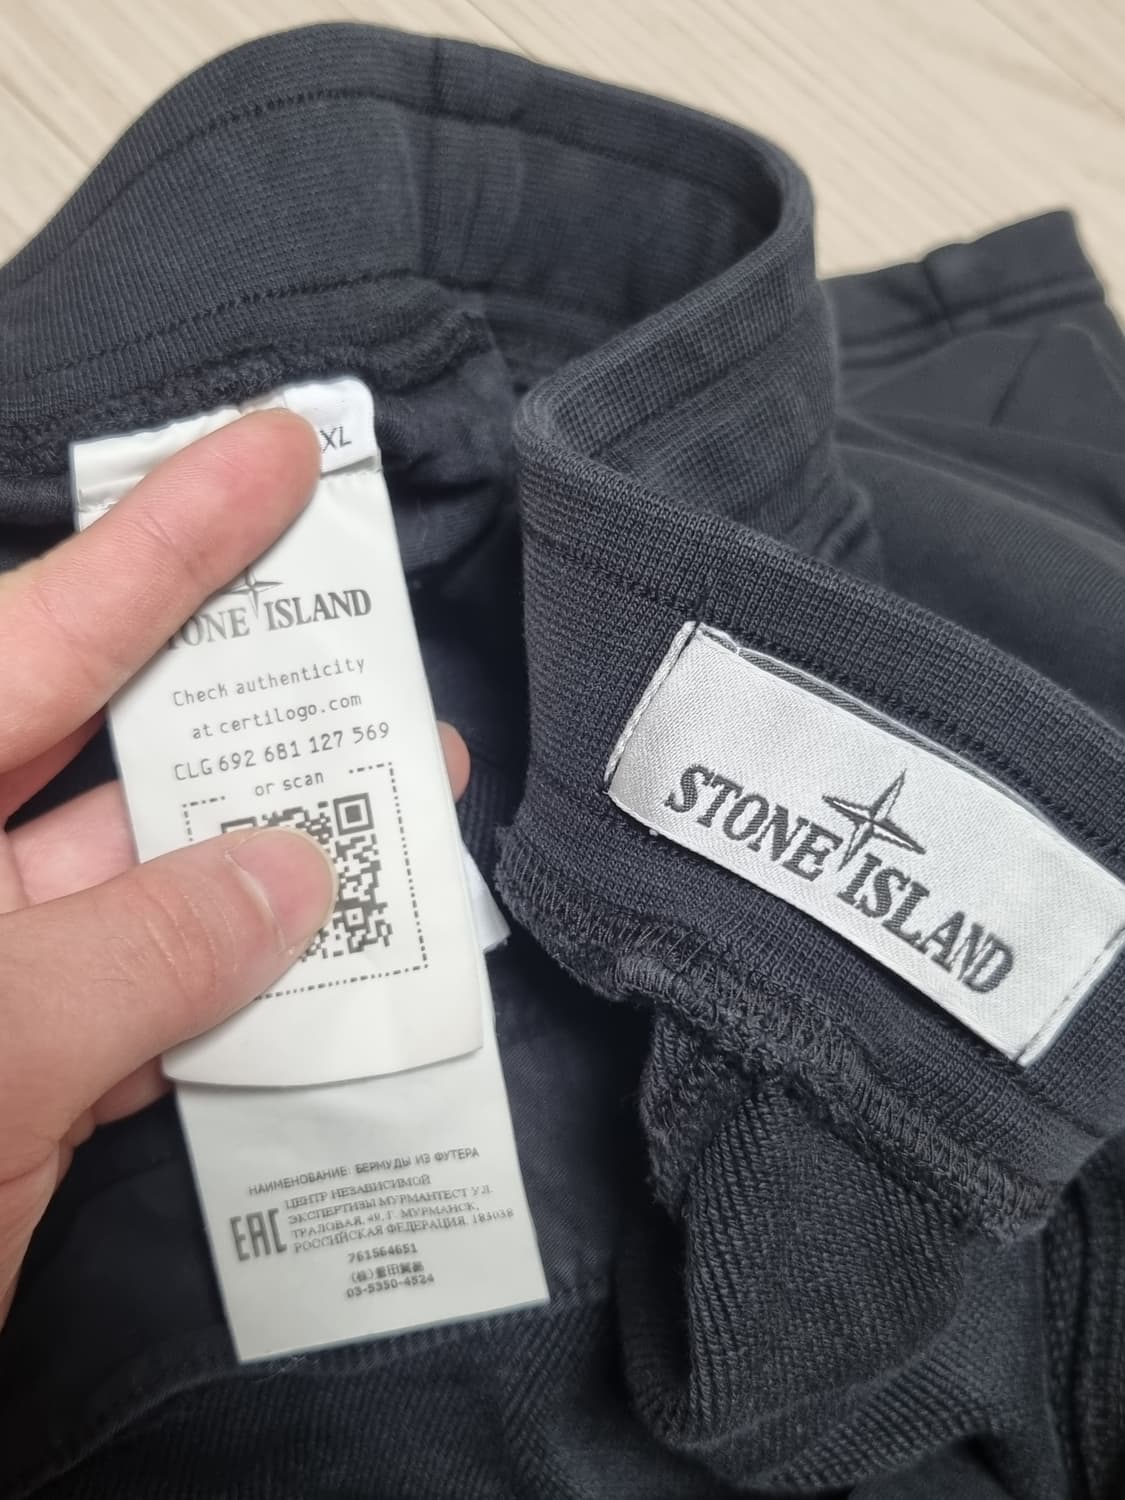 XL
STONE ISLAND
Check authenticity
at certilogo.com
CLG 692 681 127 569
or scan
НАИМЕНОВАНИЕ БЕРМУДЫ ИЗ ФУТЕРА
EAC
ЦЕНТР НЕЗАВИСИМОЙ
ЭКСПЕРТИЗЫ МУРМАНТЕСТ УЛ.
ТРАЛОВАЯ, 49, Г. МУРМАНСК,
РОССИЙСКАЯ ФЕДЕРАЦИЯ, 183038
761564651
03-5350-4524
STONE ISLAND